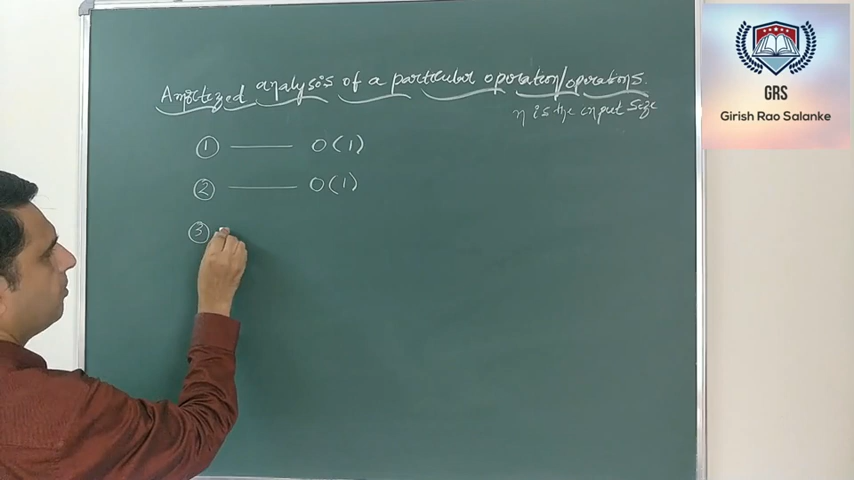 Amortized analysis of a particular operation/operations.
n is the input size
① —— O(1)
② —— O(1)
③
GRS
Girish Rao Salanke